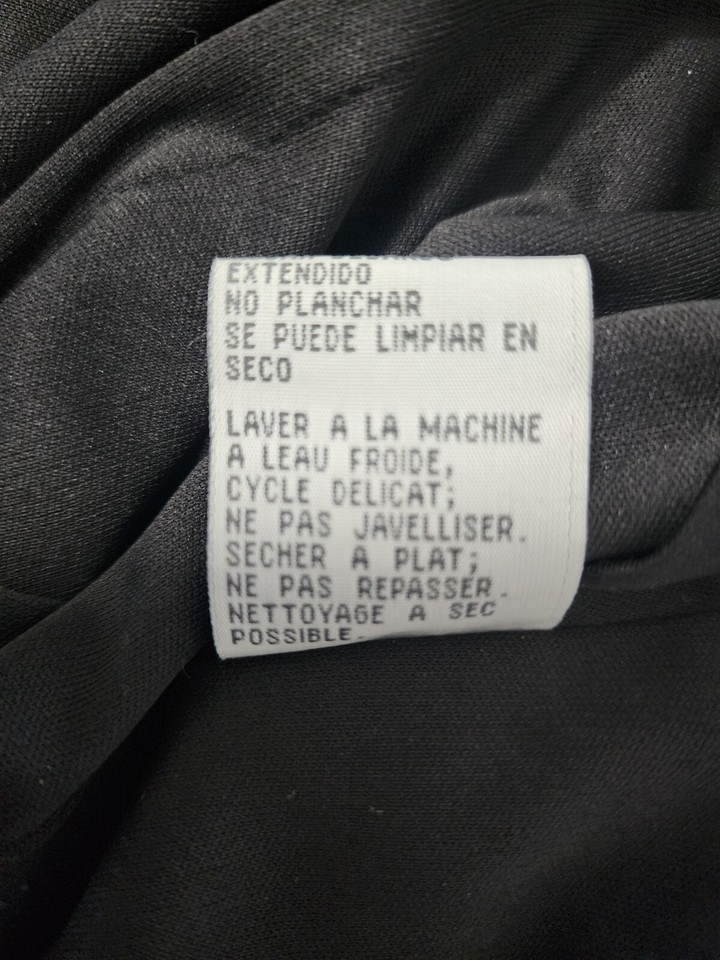 EXTENDIDO
NO PLANCHAR
SE PUEDE LIMPIAR EN
SECO
LAVER A LA MACHINE
A LEAU FROIDE,
CYCLE DELICAT;
NE PAS JAVELLISER.
SECHER A PLAT;
NE PAS REPASSER.
NETTOYAGE A SEC
POSSIBLE.